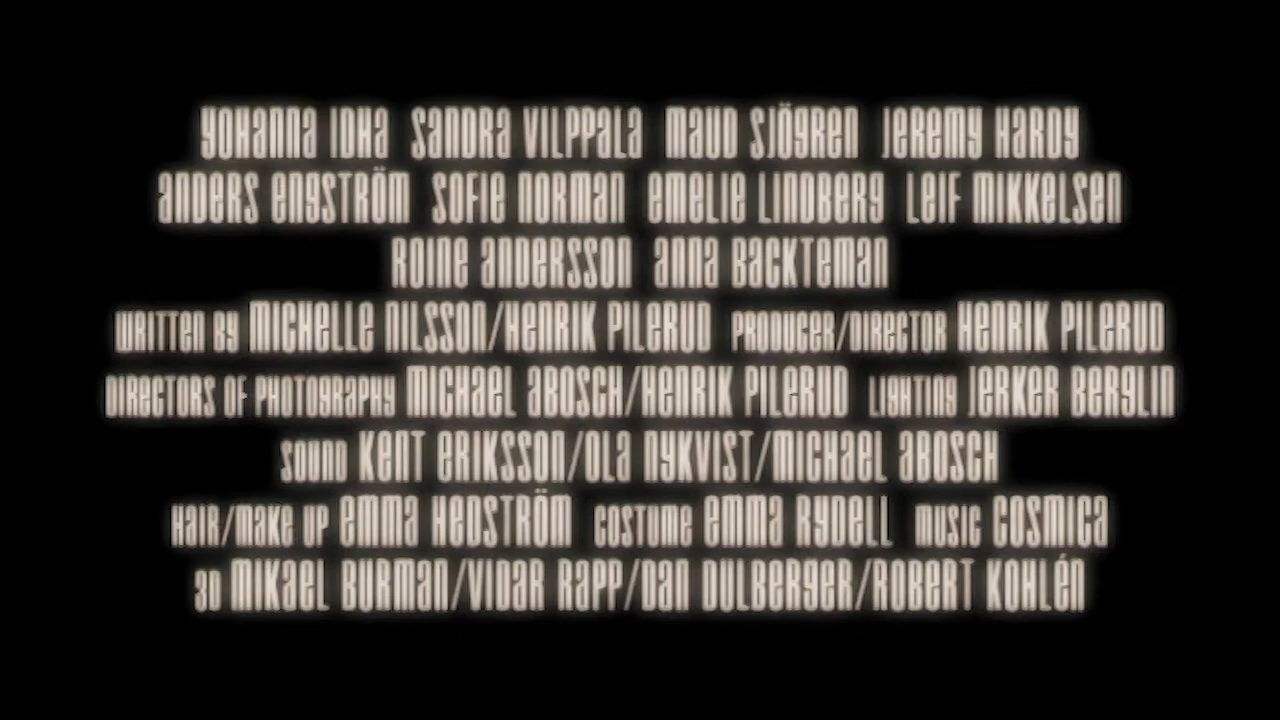 YOHANNA IDHA SANDRA VILPPALA MAUD SJÖGREN JEREMY HARDY
ANDERS ENGSTRÖM SOFIE NORMAN EMELIE LINDBERG LEIF MIKKELSEN
ROINE ANDERSSON ANNA BACKTEMAN
WRITTEN BY MICHELLE NILSSON/HENRIK PILERUD PRODUCER/DIRECTOR HENRIK PILERUD
DIRECTORS OF PHOTOGRAPHY MICHAEL ABOSCH/HENRIK PILERUD LIGHTING JERKER BERGLIN
SOUND KENT ERIKSSON/OLA NYKVIST/MICHAEL ABOSCH
HAIR/MAKE UP EMMA HEDSTRÖM COSTUME EMMA RYDELL MUSIC COSMICA
3D MIKAEL BURMAN/VIDAR RAPP/DAN DULBERGER/ROBERT KOHLÉN